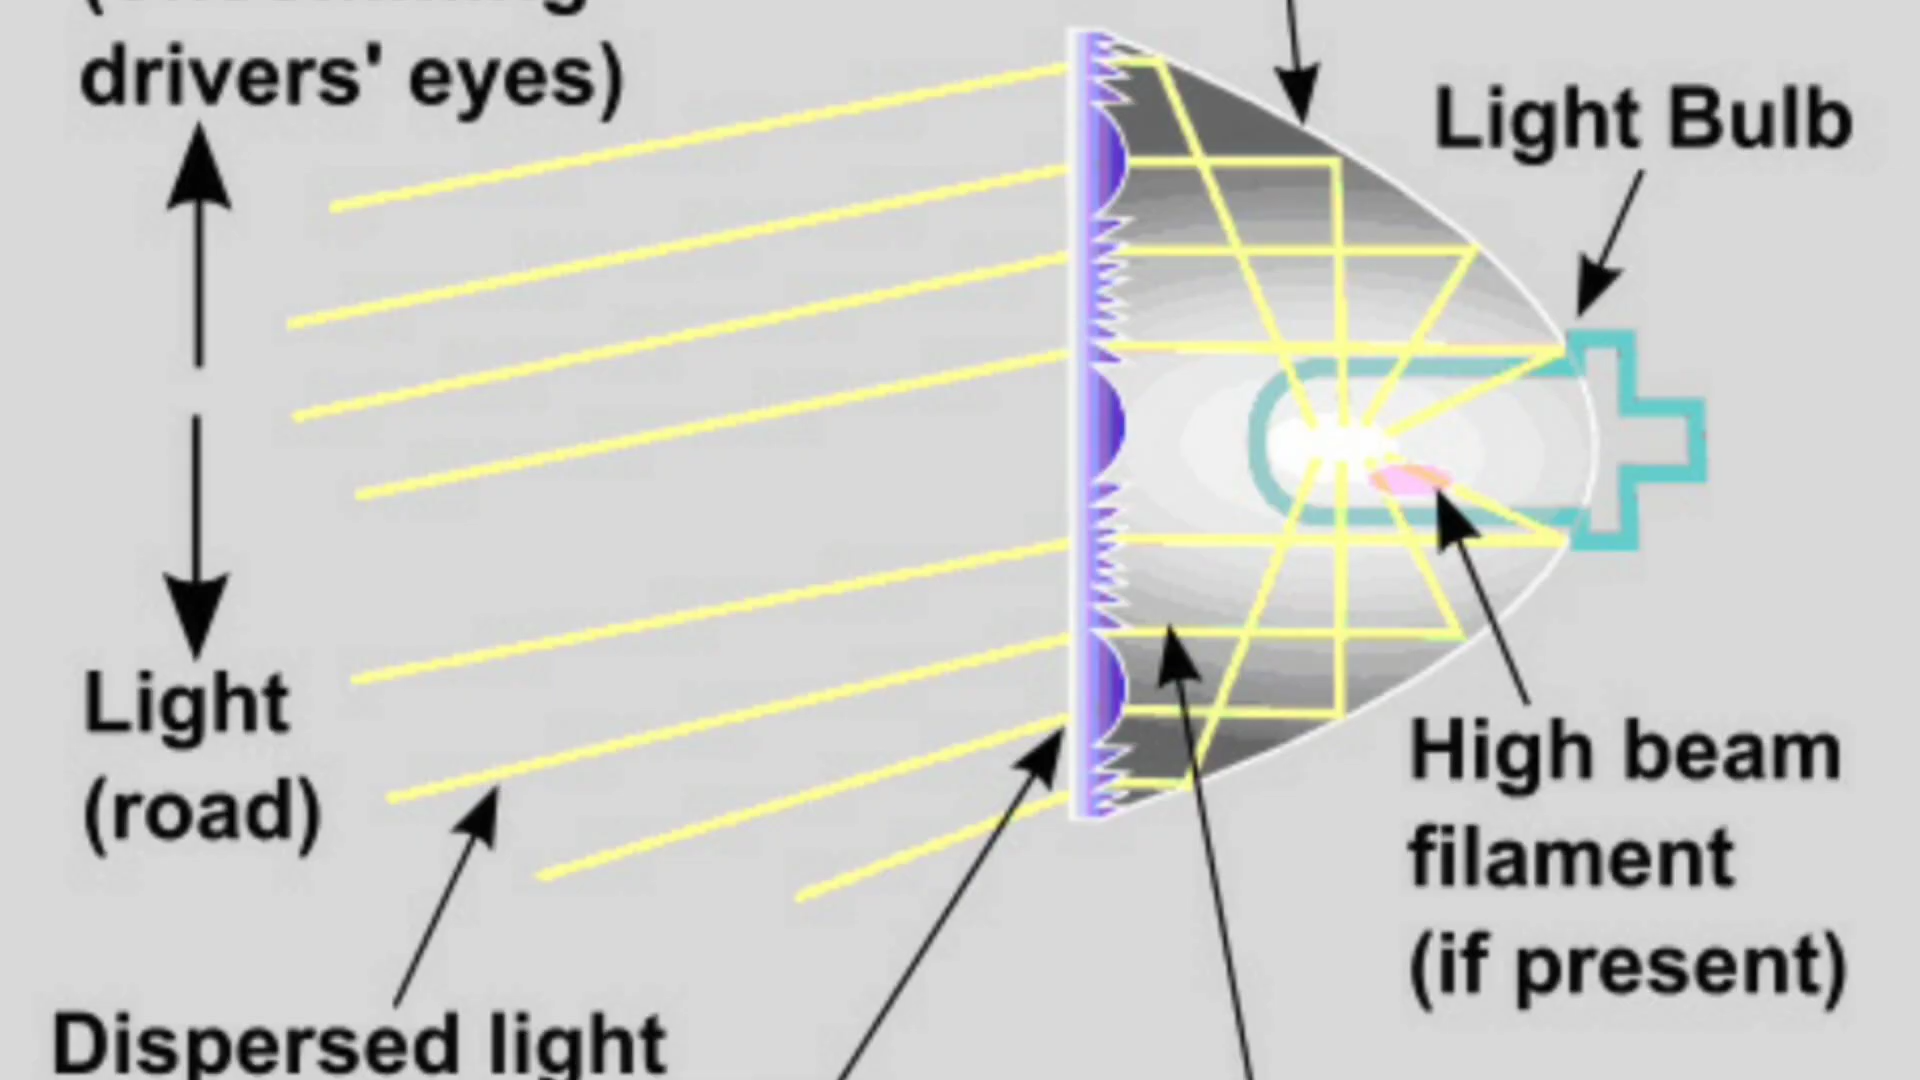 drivers' eyes)
Light Bulb
Light
(road)
High beam
filament
(if present)
Dispersed light